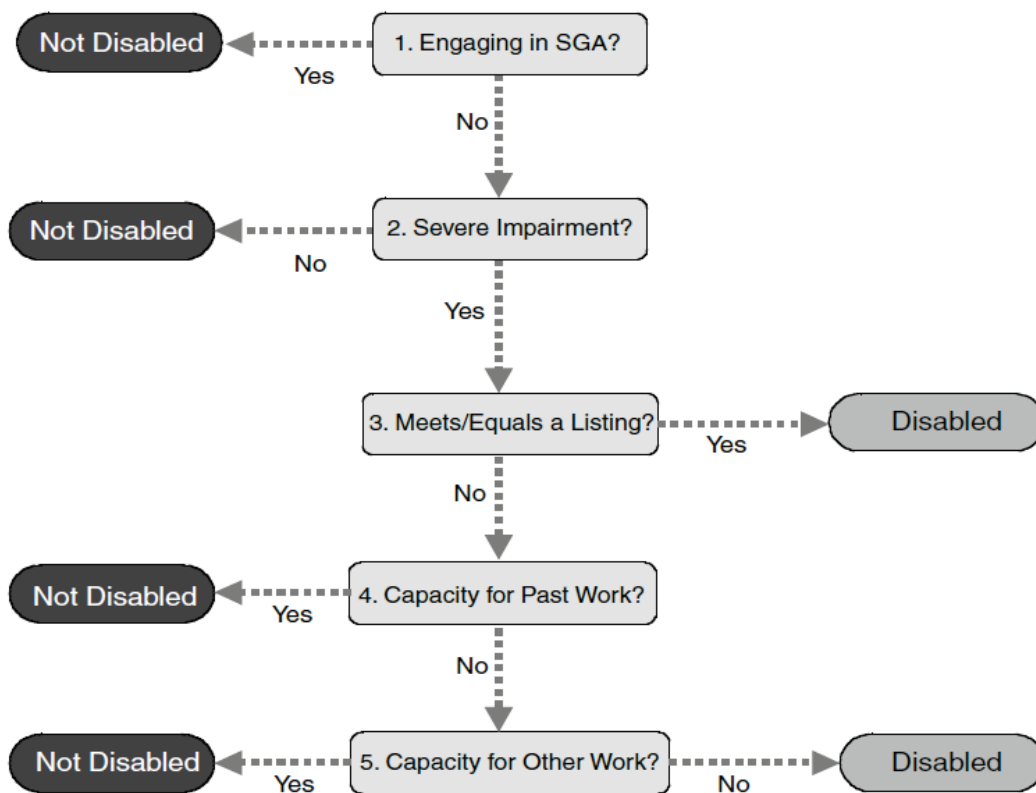 Not Disabled
1. Engaging in SGA?
Yes
No
Not Disabled
2. Severe Impairment?
No
Yes
3. Meets/Equals a Listing?
Disabled
Yes
No
Not Disabled
4. Capacity for Past Work?
Yes
No
Not Disabled
5. Capacity for Other Work?
Disabled
Yes
No